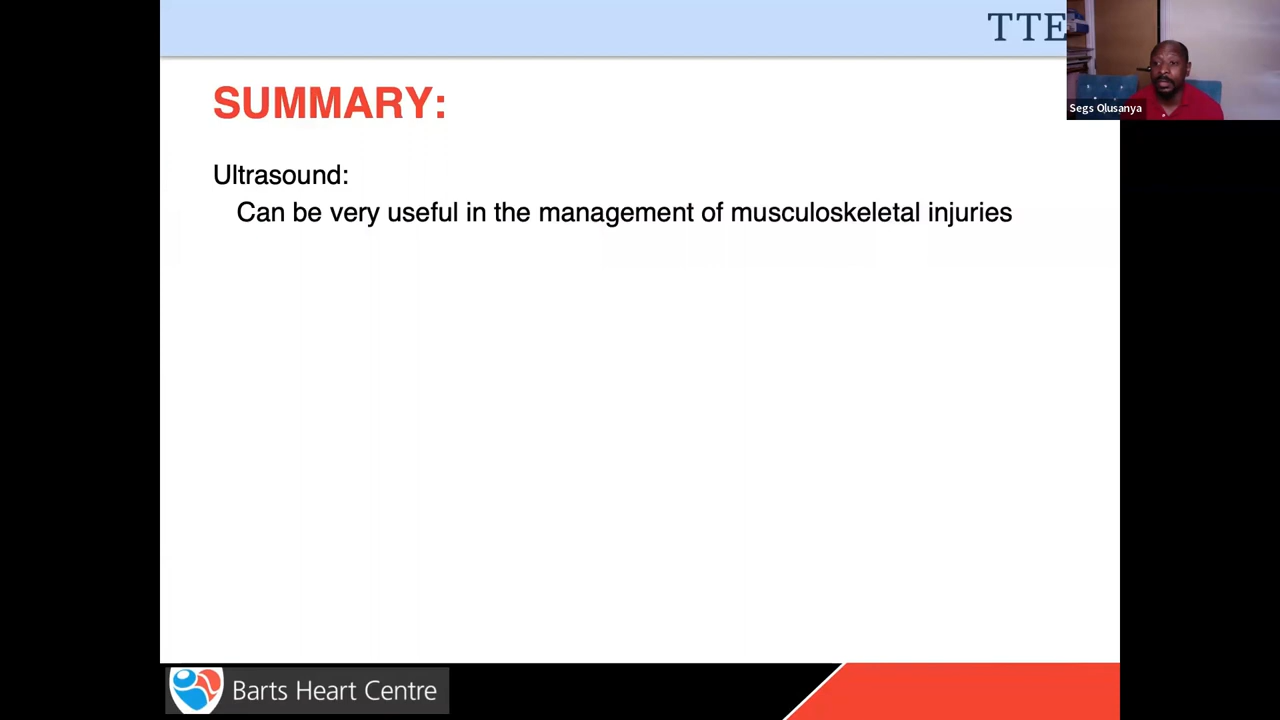 TTE
SUMMARY:
Segs Olusanya
Ultrasound:
Can be very useful in the management of musculoskeletal injuries
Barts Heart Centre